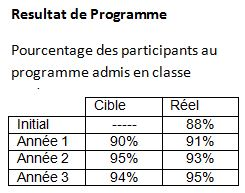 Resultat de Programme
Pourcentage des participants au
programme admis en classe
Cible Réel
Initial ----- 88%
Année 1 90% 91%
Année 2 95% 93%
Année 3 94% 95%